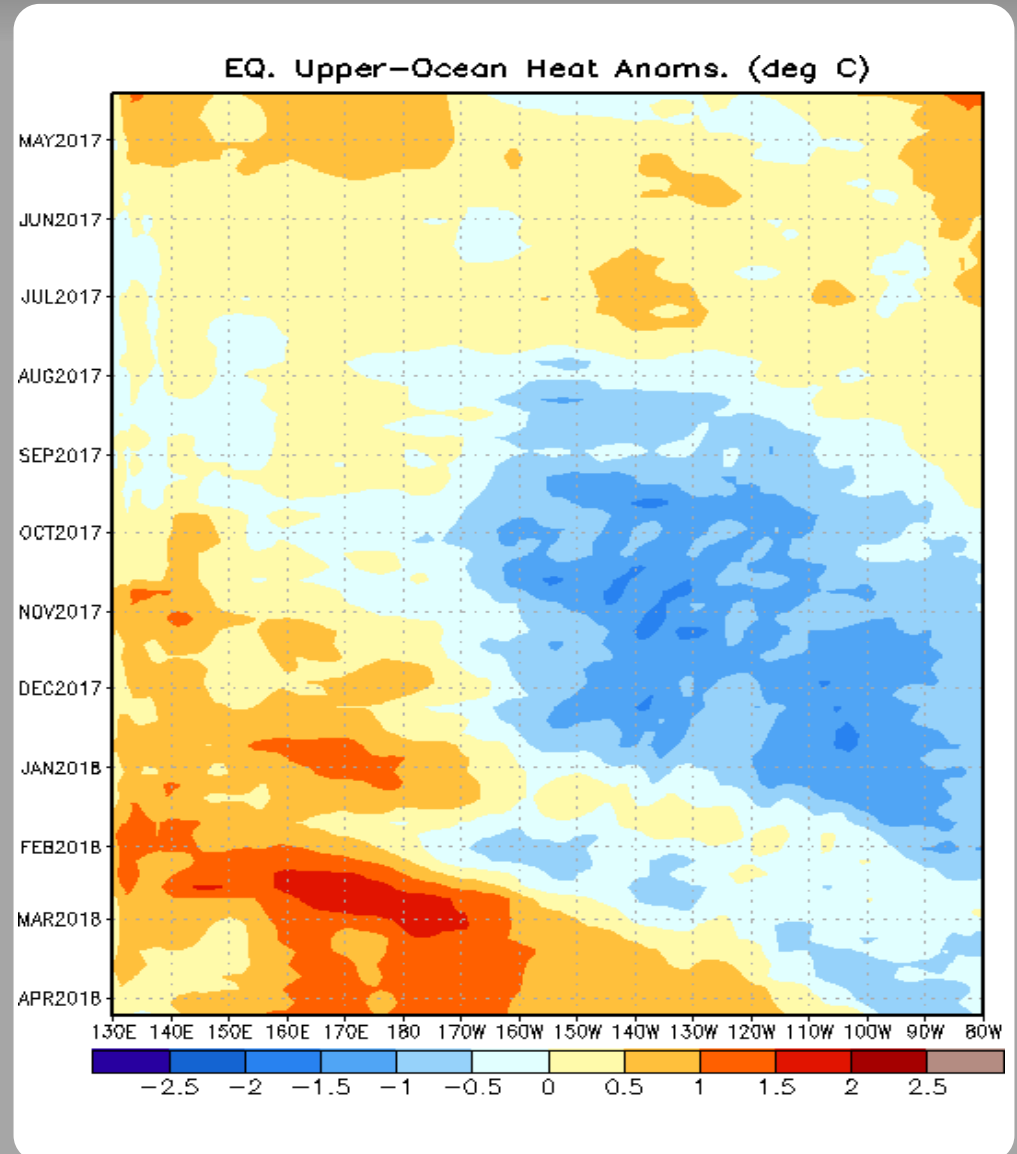 EQ. Upper-Ocean Heat Anoms. (deg C)
MAY2017
JUN2017
JUL2017
AUG2017
SEP2017
OCT2017
NOV2017
DEC2017
JAN2018
FEB2018
MAR2018
APR2018
130E 140E 150E 160E 170E 180 170W 160W 150W 140W 130W 120W 110W 100W 90W 80W
-2.5 -2 -1.5 -1 -0.5 0 0.5 1 1.5 2 2.5